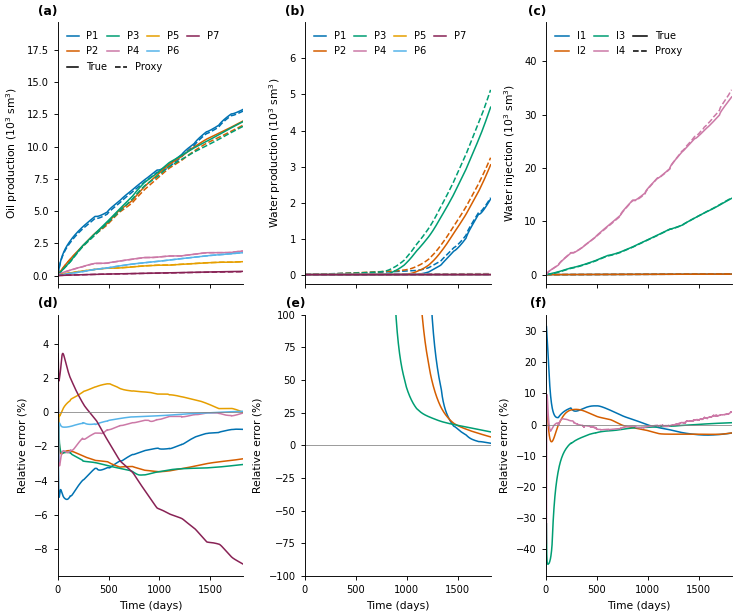 (a) (b) (c)
P1 P3 P5 P7
P2 P4 P6
True Proxy
17.5
15.0
12.5
10.0
7.5
5.0
2.5
0.0
Oil production (10³ sm³)
P1 P3 P5 P7
P2 P4 P6
6
5
4
3
2
1
0
Water production (10³ sm³)
I1 I3 True
I2 I4 Proxy
40
30
20
10
0
Water injection (10³ sm³)
(d) (e) (f)
4
2
0
−2
−4
−6
−8
Relative error (%)
0 500 1000 1500
Time (days)
100
75
50
25
0
−25
−50
−75
−100
Relative error (%)
0 500 1000 1500
Time (days)
30
20
10
0
−10
−20
−30
−40
Relative error (%)
0 500 1000 1500
Time (days)